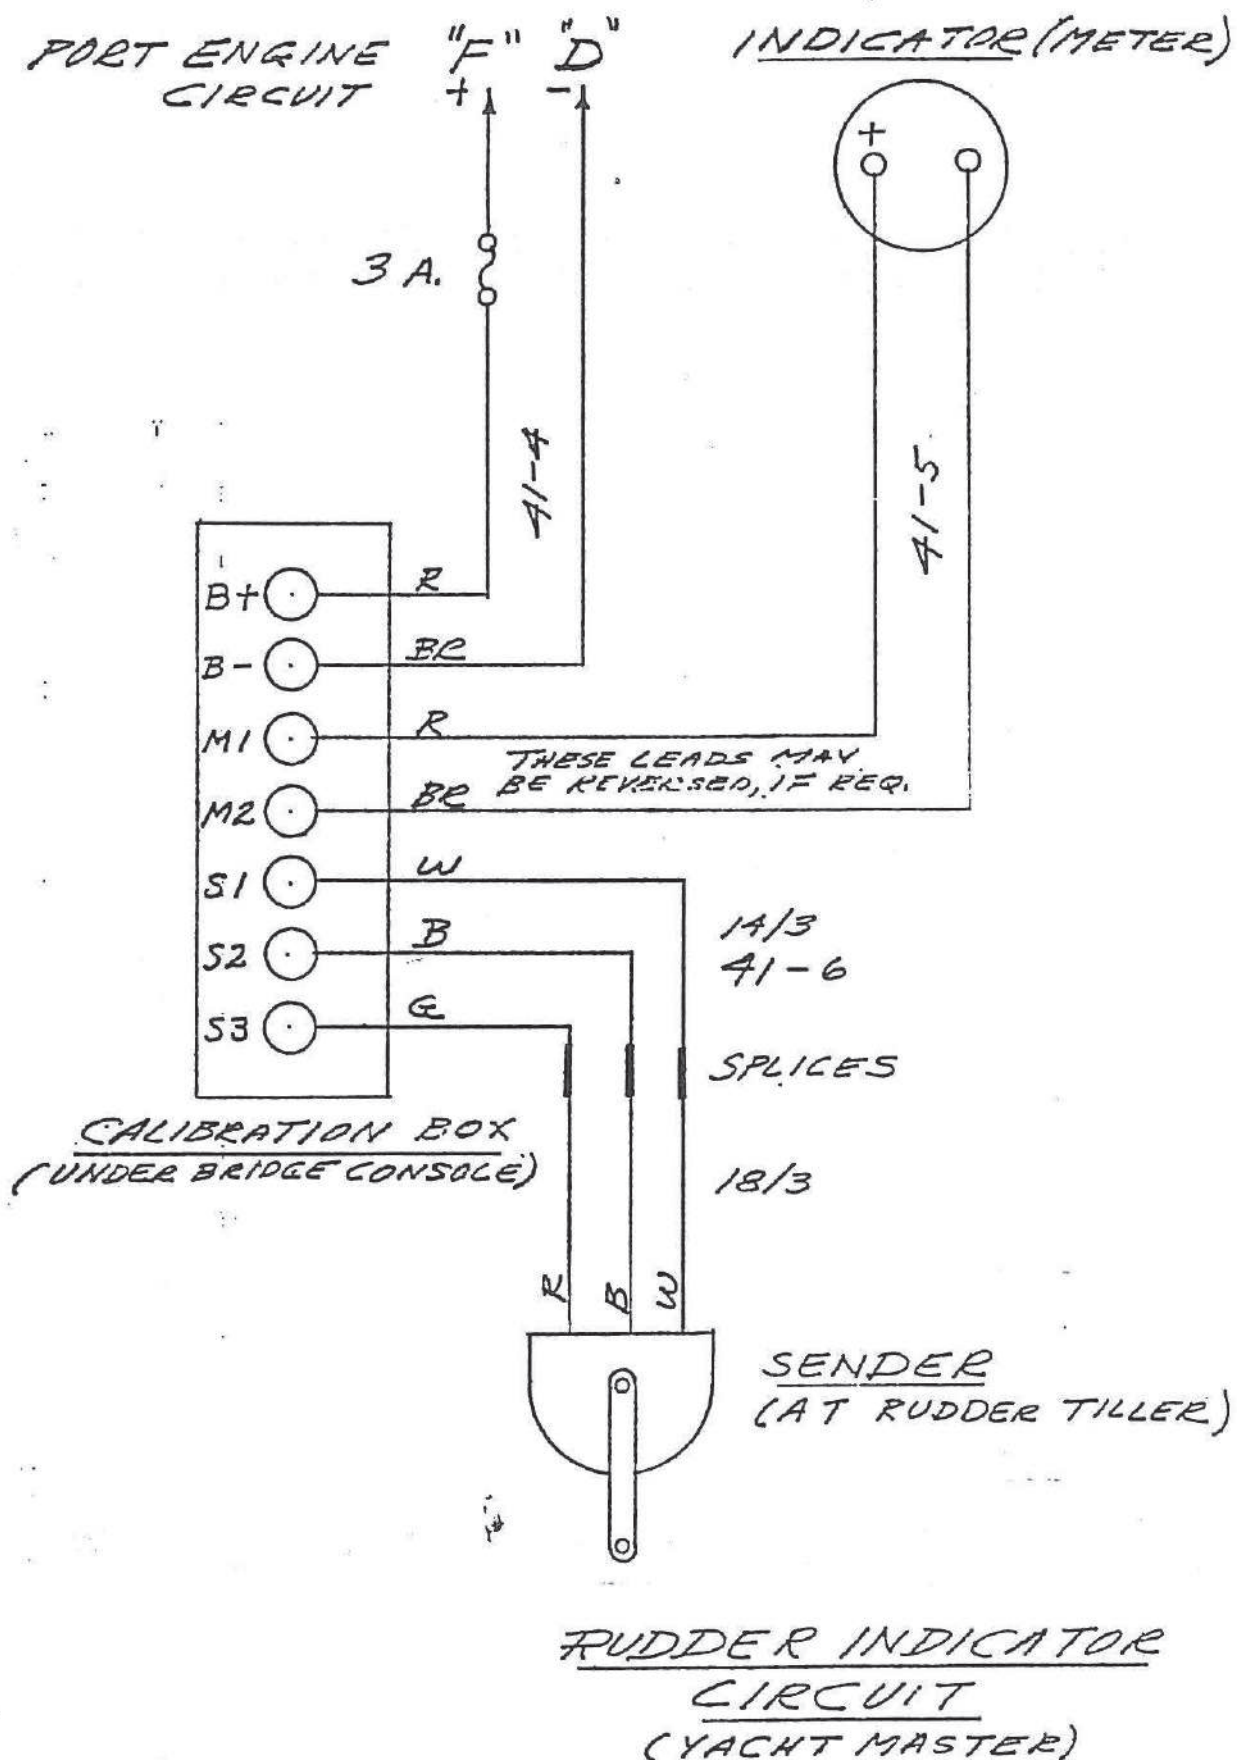 PORT ENGINE "F" "D"
CIRCUIT + -
INDICATOR (METER)
+
3 A.
41-4
41-5
B+ R
B- BR
M1 R
THESE LEADS MAY
BE REVERSED, IF REQ.
M2 BR
S1 W
S2 B
S3 G
14/3
41-6
SPLICES
CALIBRATION BOX
(UNDER BRIDGE CONSOLE)
18/3
R B W
SENDER
(AT RUDDER TILLER)
RUDDER INDICATOR
CIRCUIT
(YACHT MASTER)